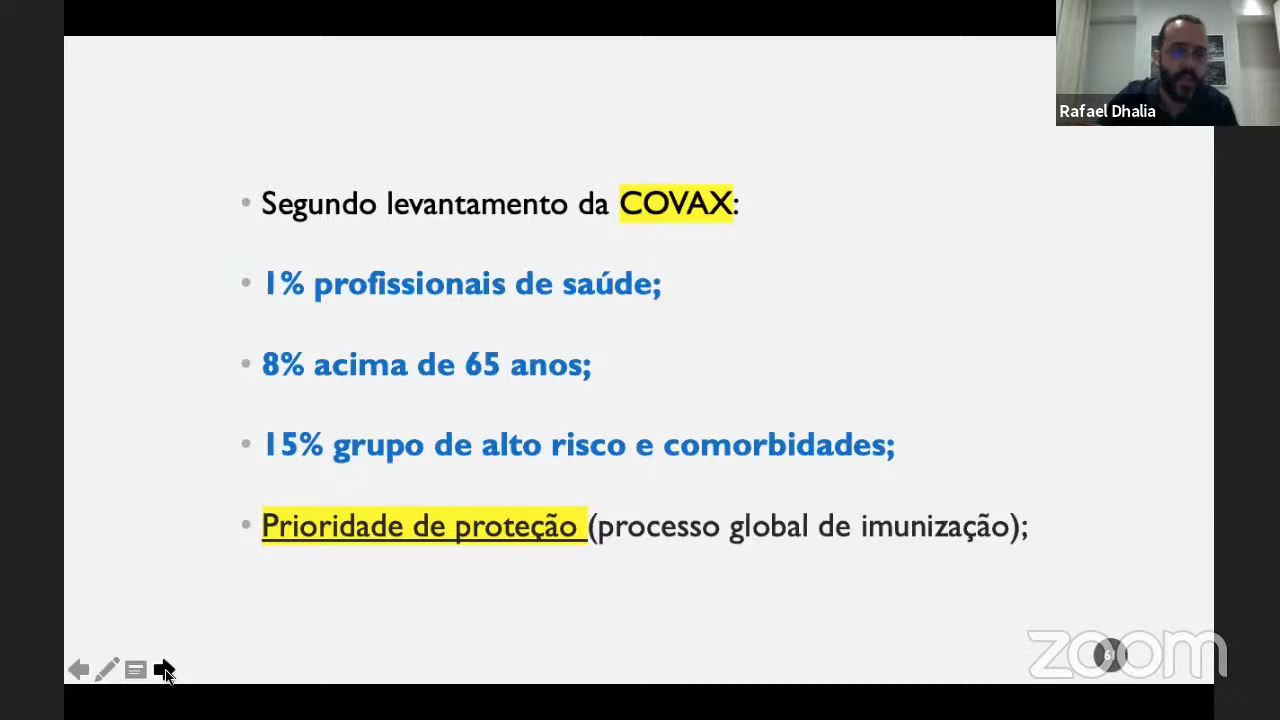 Rafael Dhalia
• Segundo levantamento da COVAX:
• 1% profissionais de saúde;
• 8% acima de 65 anos;
• 15% grupo de alto risco e comorbidades;
• Prioridade de proteção (processo global de imunização);
zoom
61